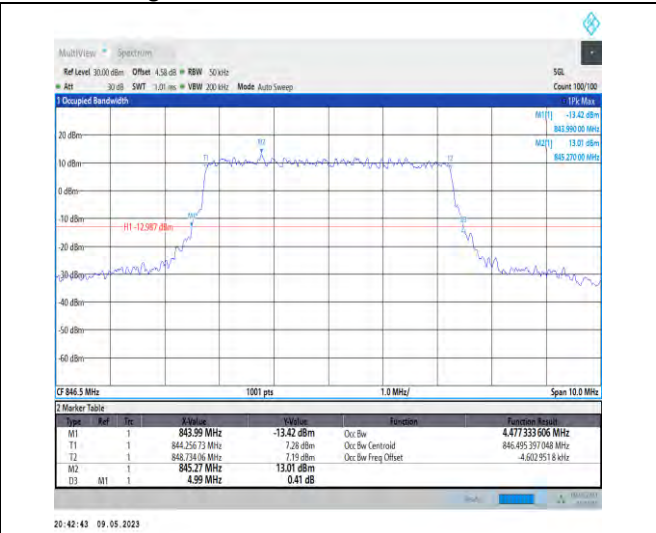 MultiView Spectrum
Ref Level 30.00 dBm Offset 4.58 dB RBW 50 kHz SGL
Att 30 dB SWT 1.01 ms VBW 200 kHz Mode Auto Sweep Count 100/100
1 Occupied Bandwidth 1Pk Max
M1[1] -13.42 dBm
843.990 00 MHz
M2[1] 13.01 dBm
845.270 00 MHz
20 dBm
M2
10 dBm
T1 T2
0 dBm
-10 dBm
H1 -12.987 dBm
-20 dBm
-30 dBm
-40 dBm
-50 dBm
-60 dBm
CF 846.5 MHz 1001 pts 1.0 MHz/ Span 10.0 MHz
2 Marker Table
Type Ref Trc X-Value Y-Value Function Function Result
M1 1 843.99 MHz -13.42 dBm Occ Bw 4.477 333 606 MHz
T1 1 844.256 73 MHz 7.28 dBm Occ Bw Centroid 846.495 397 048 MHz
T2 1 848.734 06 MHz 7.19 dBm Occ Bw Freq Offset -4.602 951 8 kHz
M2 1 845.27 MHz 13.01 dBm
D3 M1 1 4.99 MHz 0.41 dB
20:42:43 09.05.2023